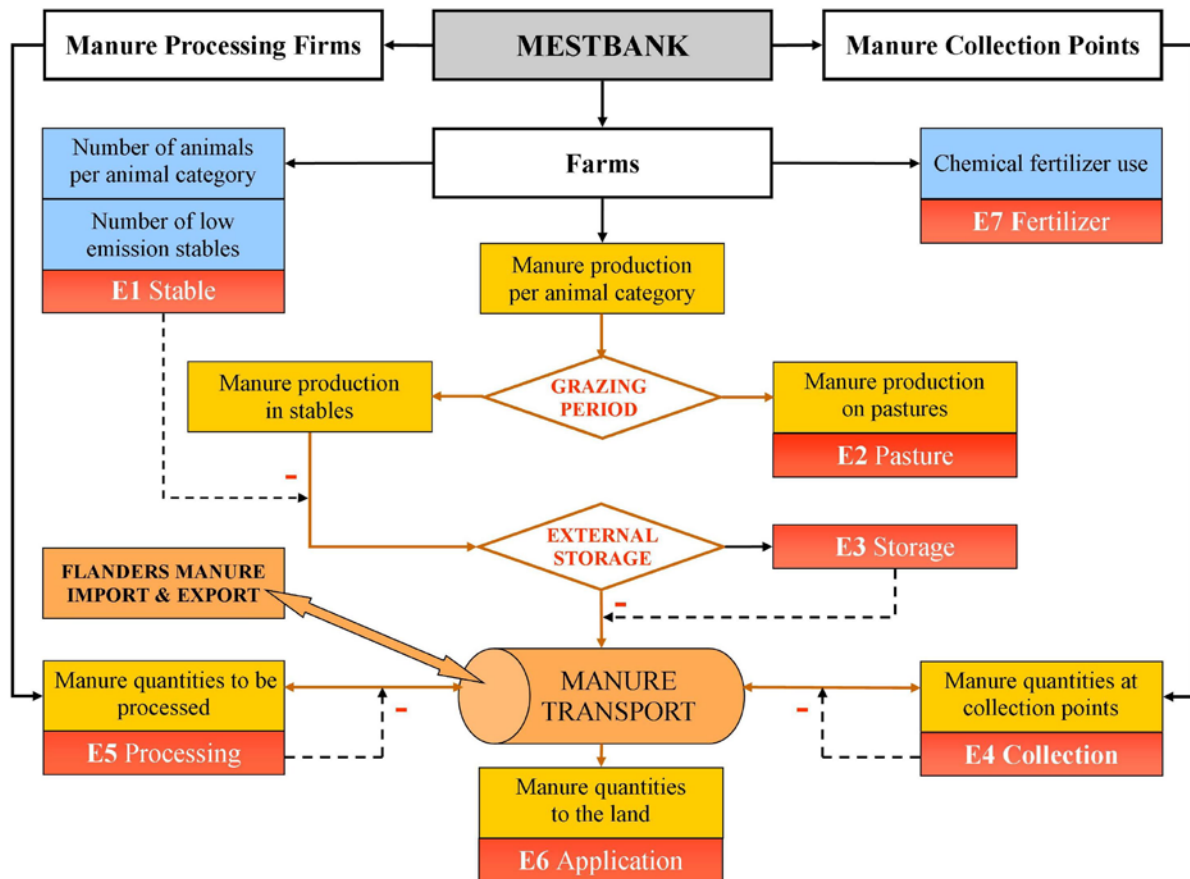 Manure Processing Firms
MESTBANK
Manure Collection Points
Number of animals
per animal category
Farms
Chemical fertilizer use
Number of low
emission stables
E7 Fertilizer
E1 Stable
Manure production
per animal category
Manure production
in stables
GRAZING
PERIOD
Manure production
on pastures
E2 Pasture
-
EXTERNAL
STORAGE
E3 Storage
FLANDERS MANURE
IMPORT & EXPORT
-
Manure quantities to be
processed
-
MANURE
TRANSPORT
-
Manure quantities at
collection points
E5 Processing
E4 Collection
Manure quantities
to the land
E6 Application